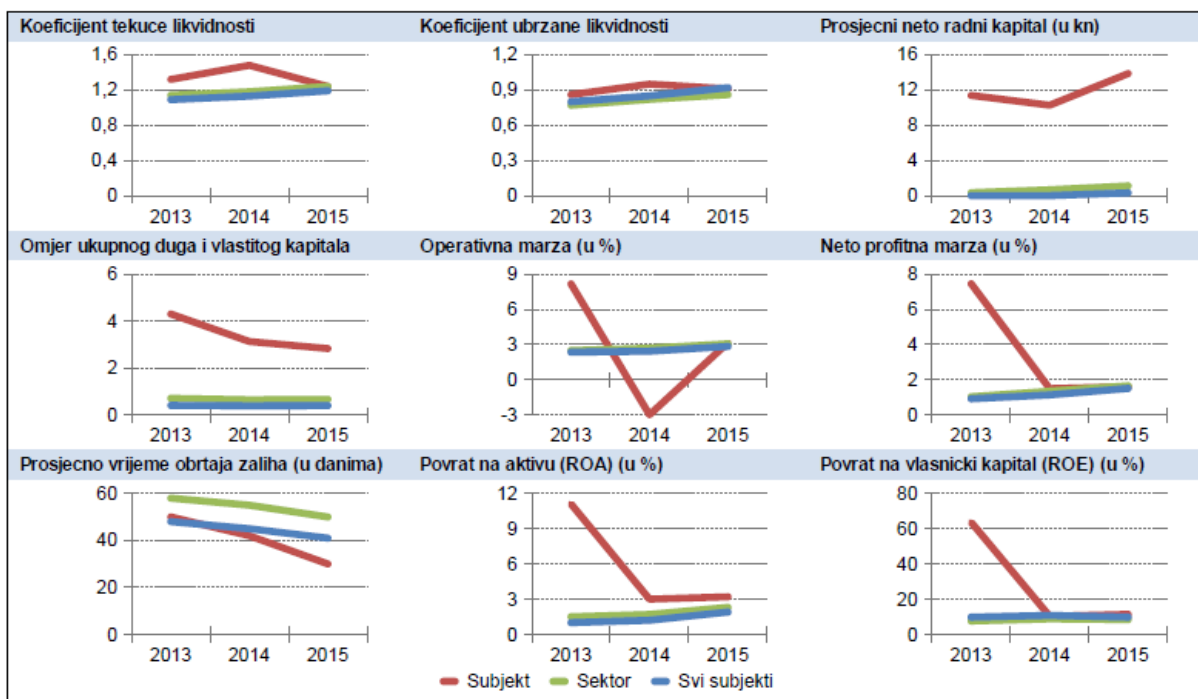 Koeficijent tekuce likvidnosti
Koeficijent ubrzane likvidnosti
Prosjecni neto radni kapital (u kn)
1,6
1,2
0,8
0,4
0
2013 2014 2015
1,2
0,9
0,6
0,3
0
2013 2014 2015
16
12
8
4
0
2013 2014 2015
Omjer ukupnog duga i vlastitog kapitala
Operativna marza (u %)
Neto profitna marza (u %)
6
4
2
0
2013 2014 2015
9
6
3
0
-3
2013 2014 2015
8
6
4
2
0
2013 2014 2015
Prosjecno vrijeme obrtaja zaliha (u danima)
Povrat na aktivu (ROA) (u %)
Povrat na vlasnicki kapital (ROE) (u %)
60
40
20
0
2013 2014 2015
12
9
6
3
0
2013 2014 2015
80
60
40
20
0
2013 2014 2015
Subjekt Sektor Svi subjekti